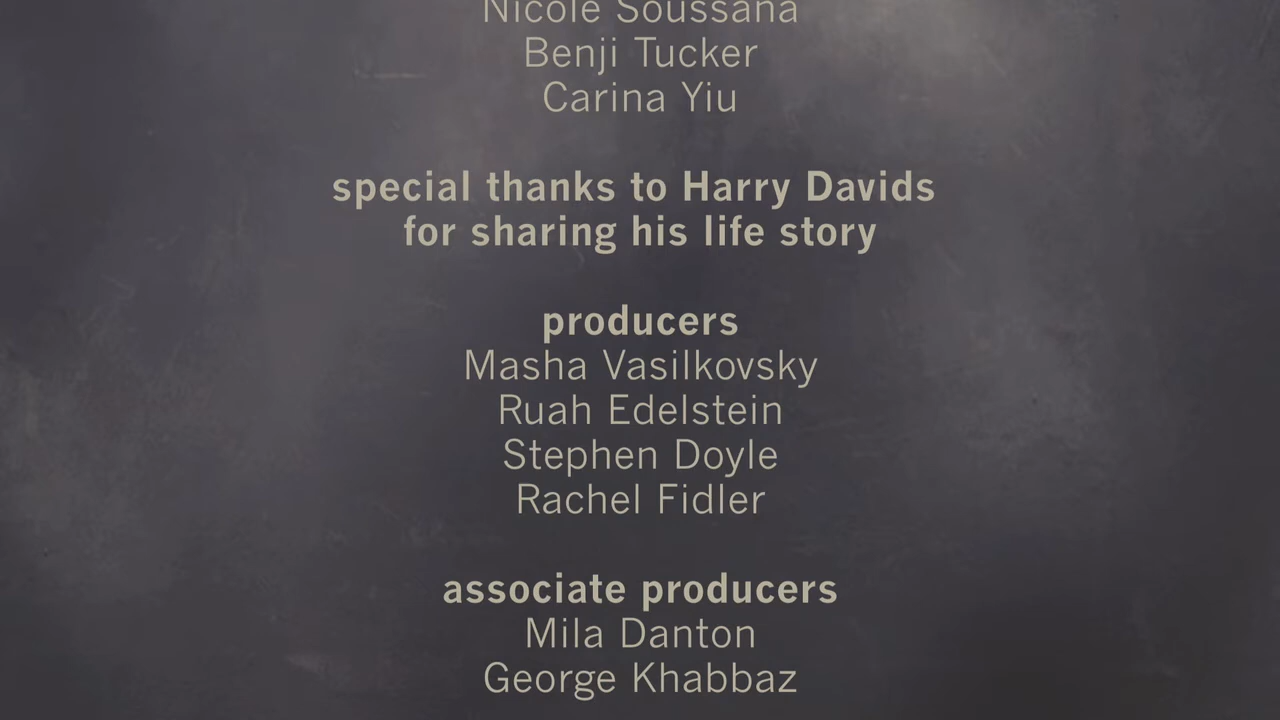 Nicole Soussana
Benji Tucker
Carina Yiu
special thanks to Harry Davids
for sharing his life story
producers
Masha Vasilkovsky
Ruah Edelstein
Stephen Doyle
Rachel Fidler
associate producers
Mila Danton
George Khabbaz